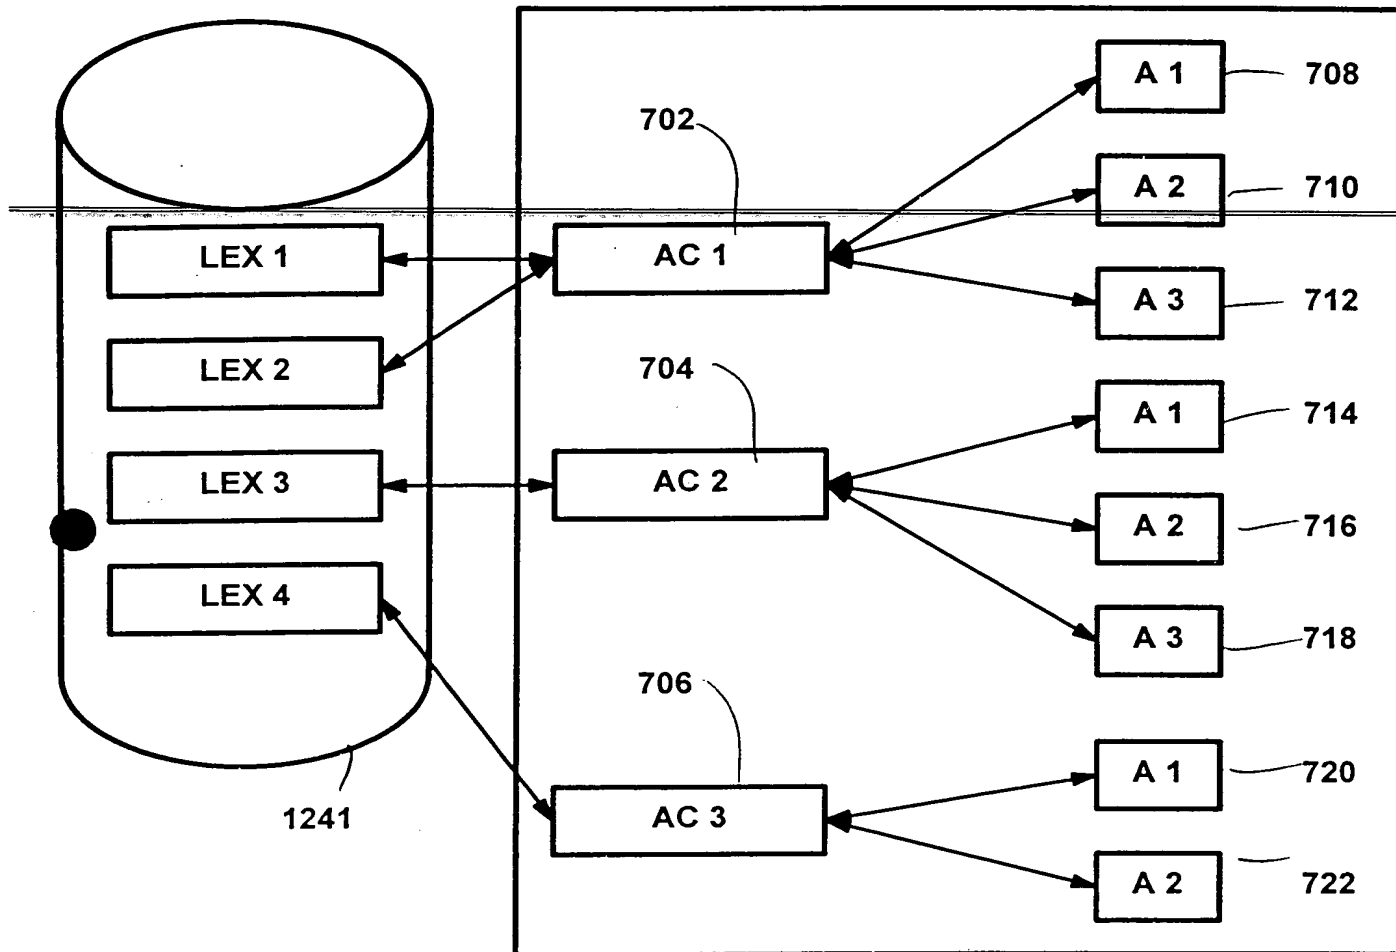 A 1 708
702
A 2 710
LEX 1 AC 1
A 3 712
LEX 2 704
A 1 714
LEX 3 AC 2
A 2 716
LEX 4
A 3 718
706
A 1 720
1241 AC 3
A 2 722